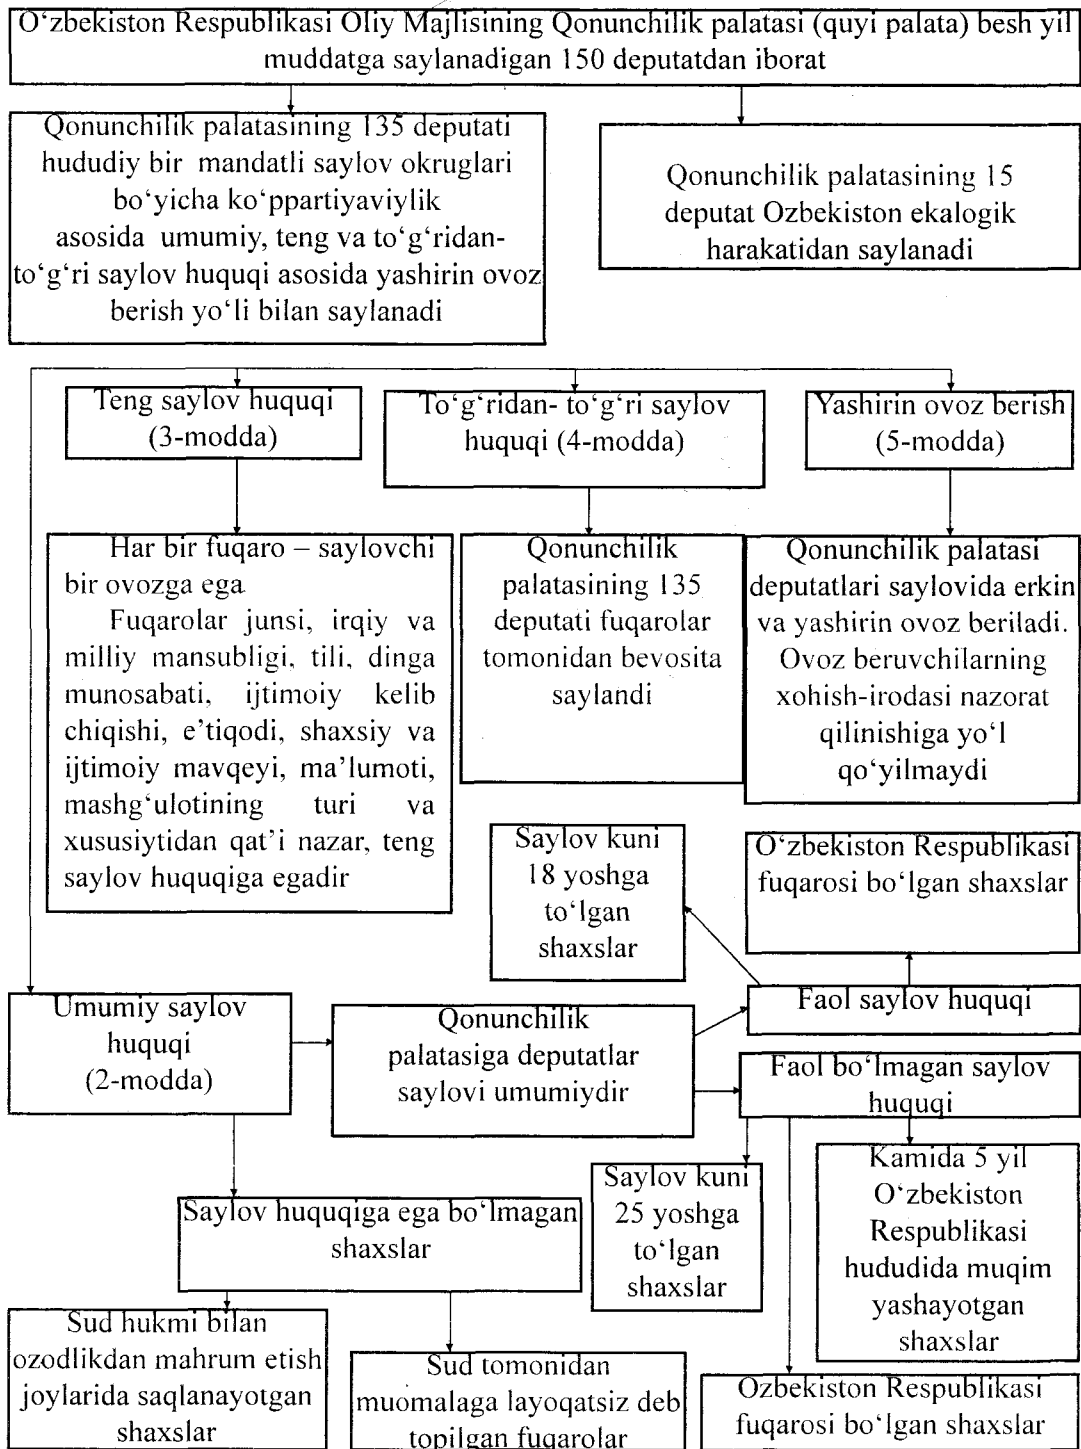 O‘zbekiston Respublikasi Oliy Majlisining Qonunchilik palatasi (quyi palata) besh yil
muddatga saylanadigan 150 deputatdan iborat
Qonunchilik palatasining 135 deputati
hududiy bir mandatli saylov okruglari
bo‘yicha ko‘ppartiyaviylik
asosida umumiy, teng va to‘g‘ridan-
to‘g‘ri saylov huquqi asosida yashirin ovoz
berish yo‘li bilan saylanadi
Qonunchilik palatasining 15
deputat Ozbekiston ekalogik
harakatidan saylanadi
Teng saylov huquqi
(3-modda)
To‘g‘ridan- to‘g‘ri saylov
huquqi (4-modda)
Yashirin ovoz berish
(5-modda)
Har bir fuqaro – saylovchi
bir ovozga ega
Fuqarolar junsi, irqiy va
milliy mansubligi, tili, dinga
munosabati, ijtimoiy kelib
chiqishi, e’tiqodi, shaxsiy va
ijtimoiy mavqeyi, ma’lumoti,
mashg‘ulotining turi va
xususiytidan qat’i nazar, teng
saylov huquqiga egadir
Qonunchilik
palatasining 135
deputati fuqarolar
tomonidan bevosita
saylandi
Qonunchilik palatasi
deputatlari saylovida erkin
va yashirin ovoz beriladi.
Ovoz beruvchilarning
xohish-irodasi nazorat
qilinishiga yo‘l
qo‘yilmaydi
Saylov kuni
18 yoshga
to‘lgan
shaxslar
O‘zbekiston Respublikasi
fuqarosi bo‘lgan shaxslar
Umumiy saylov
huquqi
(2-modda)
Qonunchilik
palatasiga deputatlar
saylovi umumiydir
Faol saylov huquqi
Faol bo‘lmagan saylov
huquqi
Saylov huquqiga ega bo‘lmagan
shaxslar
Saylov kuni
25 yoshga
to‘lgan
shaxslar
Kamida 5 yil
O‘zbekiston
Respublikasi
hududida muqim
yashayotgan
shaxslar
Sud hukmi bilan
ozodlikdan mahrum etish
joylarida saqlanayotgan
shaxslar
Sud tomonidan
muomalaga layoqatsiz deb
topilgan fuqarolar
Ozbekiston Respublikasi
fuqarosi bo‘lgan shaxslar